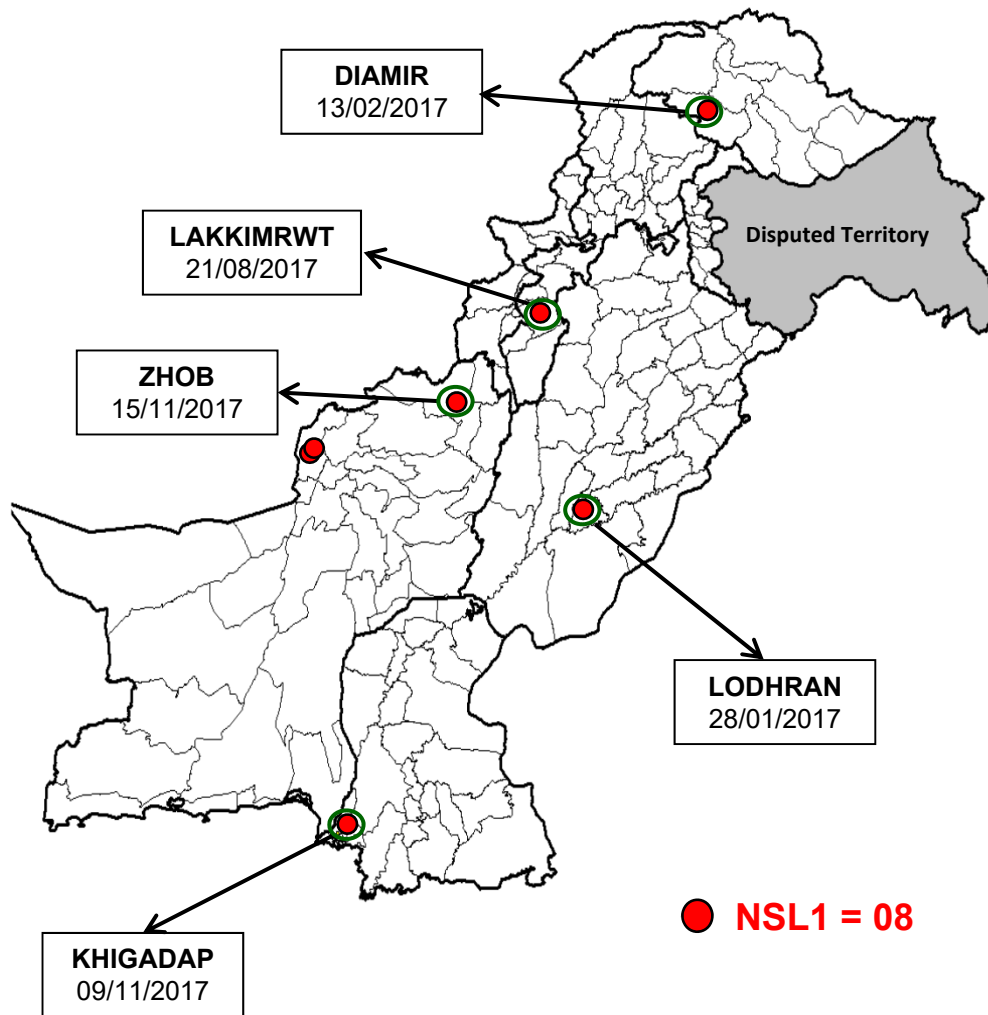 DIAMIR
13/02/2017
Disputed Territory
LAKKIMRWT
21/08/2017
ZHOB
15/11/2017
LODHRAN
28/01/2017
NSL1 = 08
KHIGADAP
09/11/2017